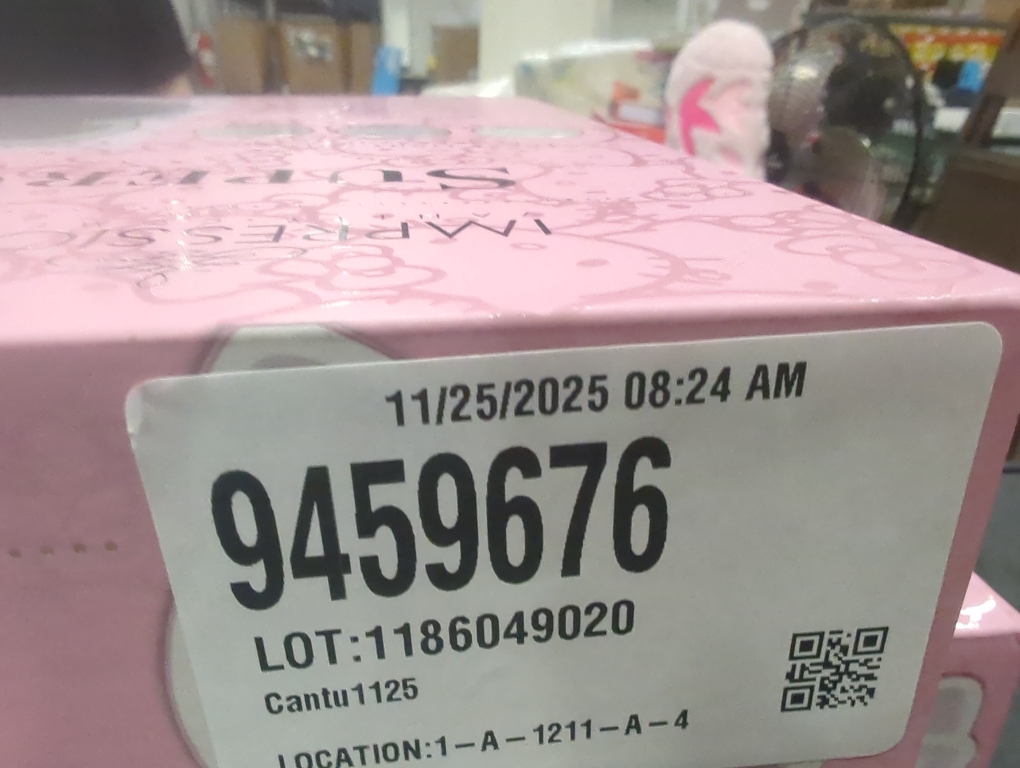 SUPER
IMPRESSIO
11/25/2025 08:24 AM
9459676
LOT:1186049020
Cantu1125
LOCATION:1-A-1211-A-4